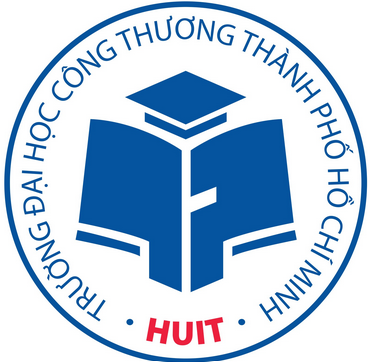 TRƯỜNG ĐẠI HỌC CÔNG THƯƠNG THÀNH PHỐ HỒ CHÍ MINH
• HUIT •